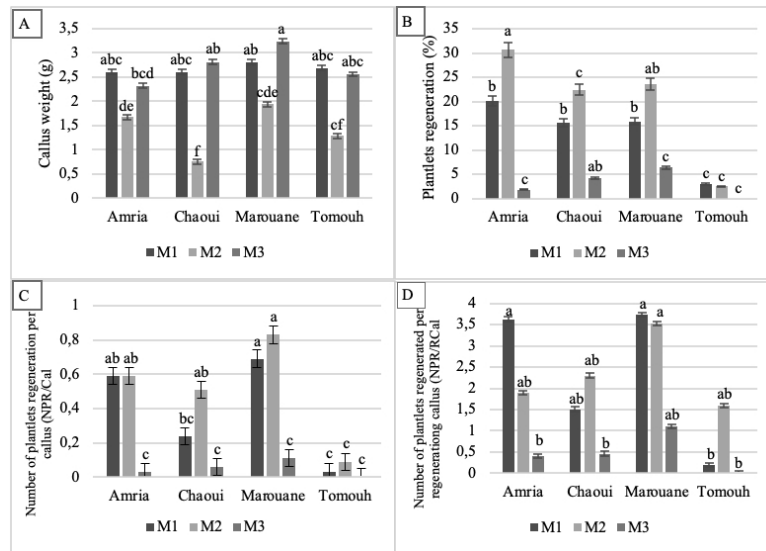 A
Callus weight (g)
3,5
3
2,5
2
1,5
1
0,5
0
abc de bcd
abc f ab
ab cde a
abc cf abc
Amria Chaoui Marouane Tomouh
M1 M2 M3
B
Plantlets regeneration (%)
35
30
25
20
15
10
5
0
b a c
b c ab
b ab c
c c c
Amria Chaoui Marouane Tomouh
M1 M2 M3
C
Number of plantlets regeneration per
callus (NPR/Cal
1
0,8
0,6
0,4
0,2
0
ab ab c
bc ab c
a a c
c c c
Amria Chaoui Marouane Tomouh
M1 M2 M3
D
Number of plantlets regenerated per
regenerationg callus (NPR/RCal)
4
3,5
3
2,5
2
1,5
1
0,5
0
a ab b
ab ab b
a a ab
b ab b
Amria Chaoui Marouane Tomouh
M1 M2 M3